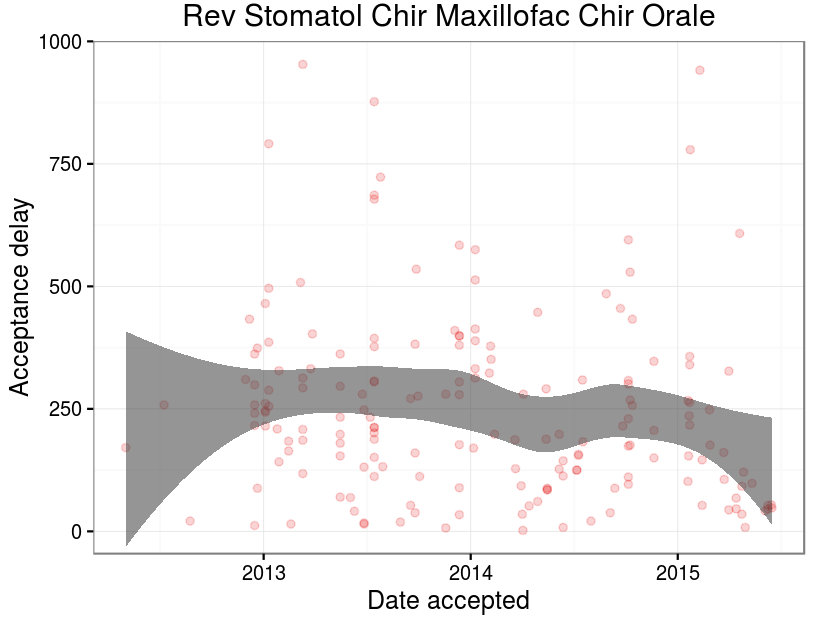 Rev Stomatol Chir Maxillofac Chir Orale
1000
750
500
250
0
Acceptance delay
2013 2014 2015
Date accepted